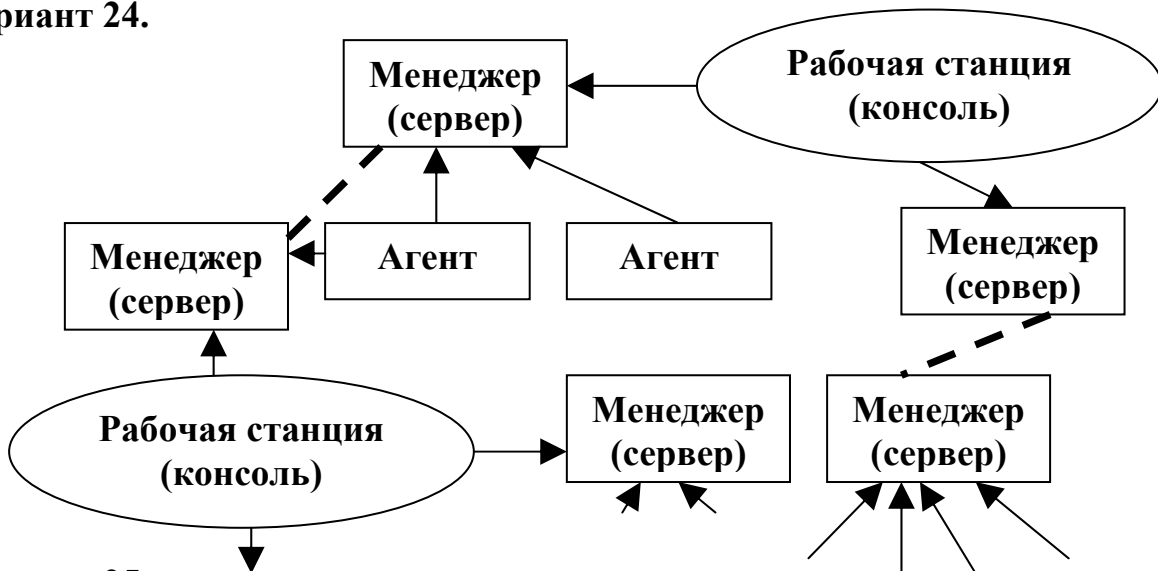 риант 24.
Менеджер
(сервер)
Рабочая станция
(консоль)
Менеджер
(сервер)
Агент
Агент
Менеджер
(сервер)
Рабочая станция
(консоль)
Менеджер
(сервер)
Менеджер
(сервер)